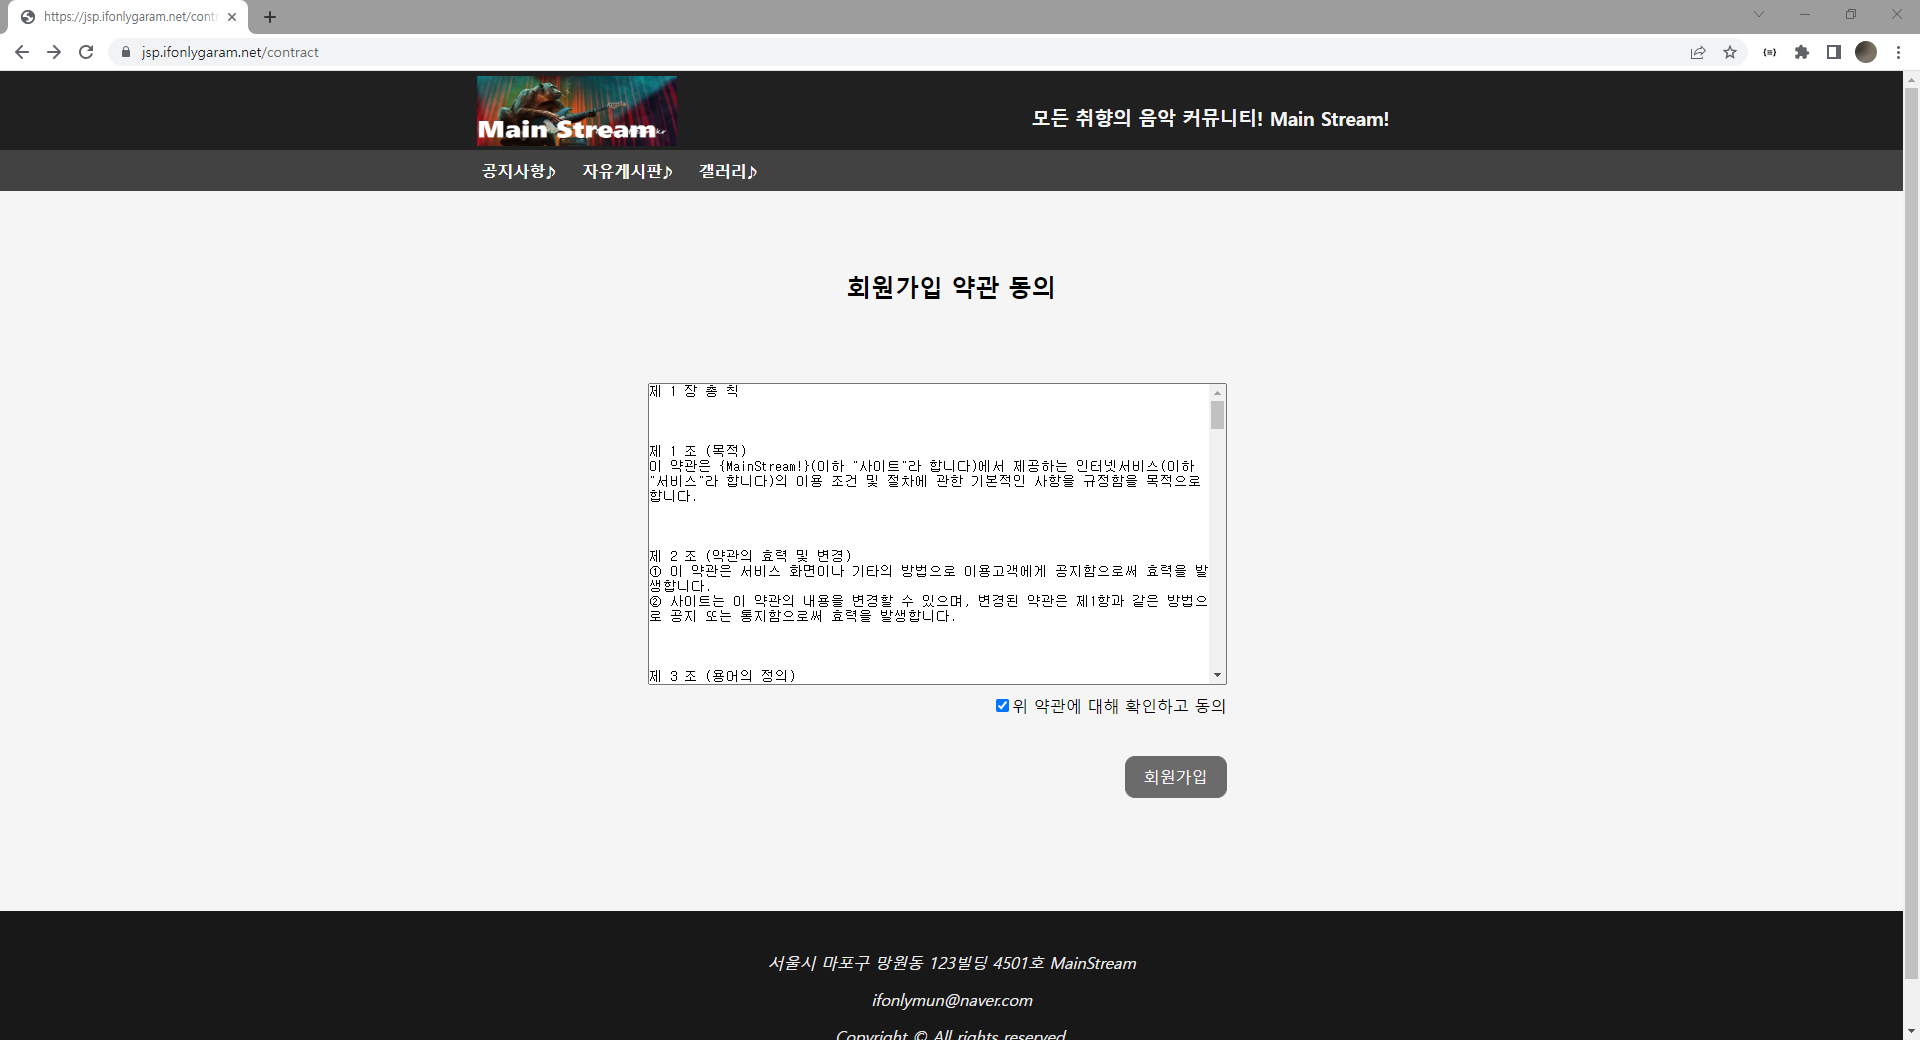 https://jsp.ifonlygaram.net/cont
jsp.ifonlygaram.net/contract
Main Stream
모든 취향의 음악 커뮤니티! Main Stream!
공지사항♪ 자유게시판♪ 갤러리♪
회원가입 약관 동의
제 1 장 총 칙
제 1 조 (목적)
이 약관은 {MainStream!}(이하 "사이트"라 합니다)에서 제공하는 인터넷서비스(이하
"서비스"라 합니다)의 이용 조건 및 절차에 관한 기본적인 사항을 규정함을 목적으로
합니다.
제 2 조 (약관의 효력 및 변경)
① 이 약관은 서비스 화면이나 기타의 방법으로 이용고객에게 공지함으로써 효력을 발
생합니다.
② 사이트는 이 약관의 내용을 변경할 수 있으며, 변경된 약관은 제1항과 같은 방법으
로 공지 또는 통지함으로써 효력을 발생합니다.
제 3 조 (용어의 정의)
위 약관에 대해 확인하고 동의
회원가입
서울시 마포구 망원동 123빌딩 4501호 MainStream
ifonlymun@naver.com
Copyright © All rights reserved